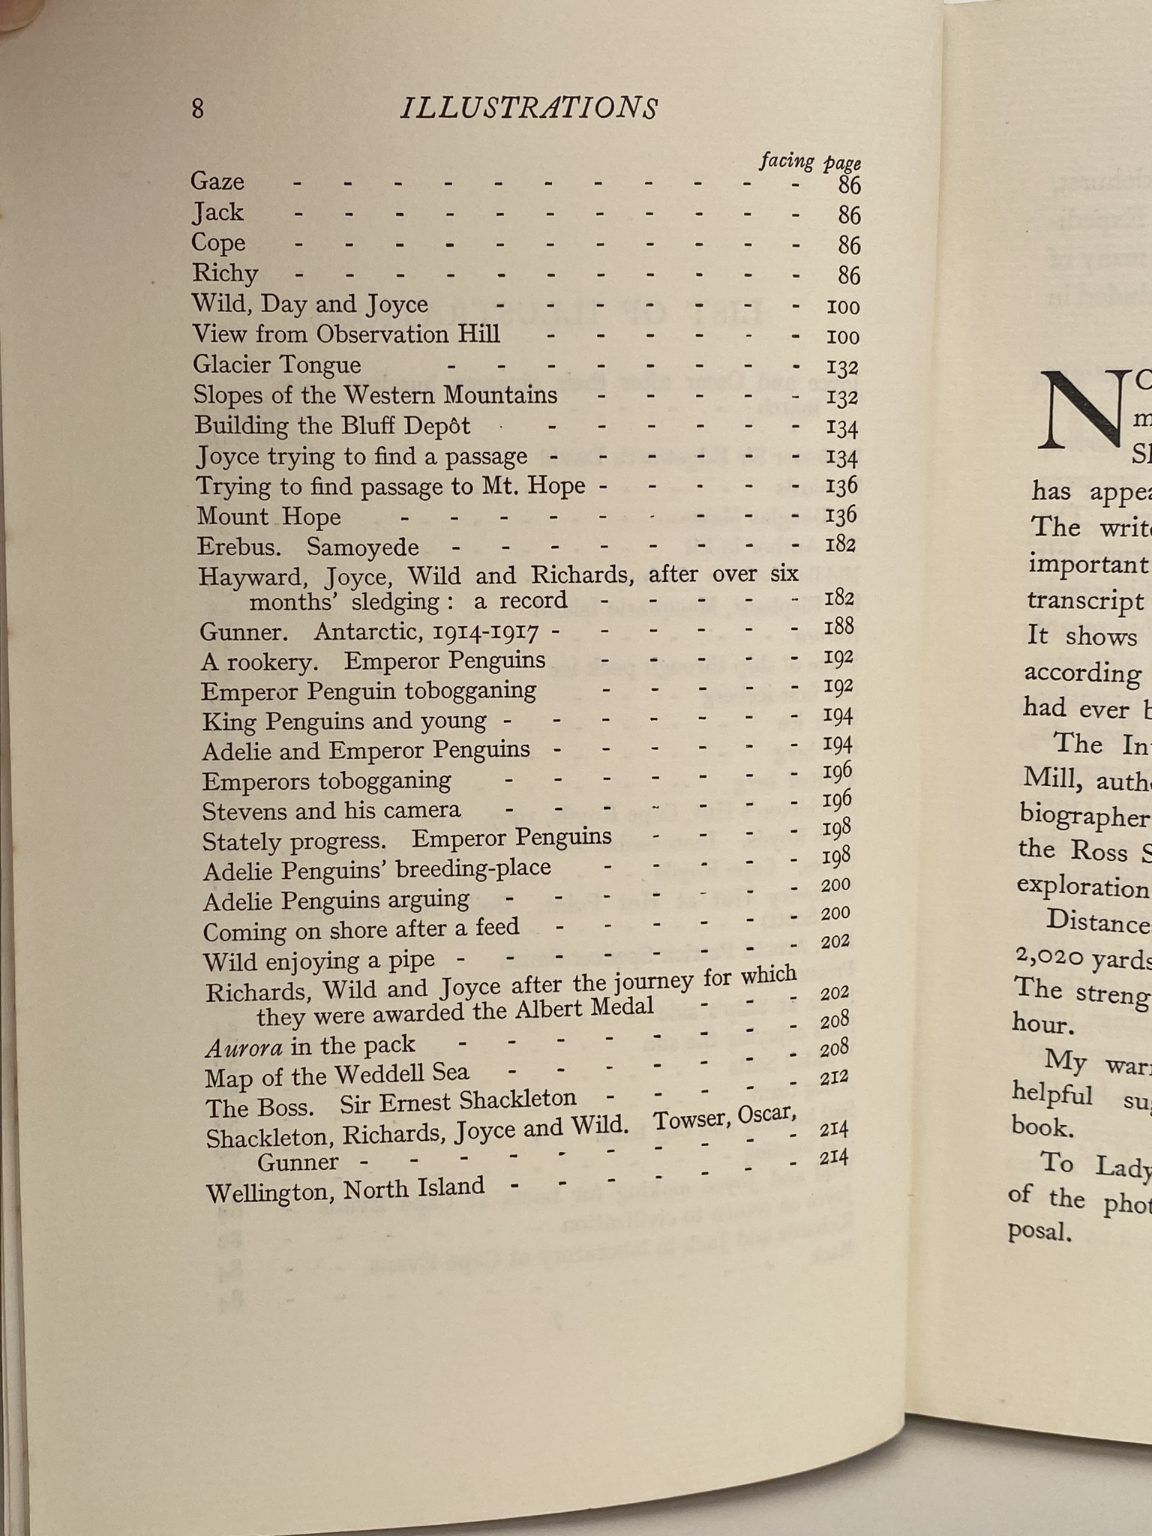 8 ILLUSTRATIONS
facing page
Gaze - - - - - - - - - - - 86
Jack - - - - - - - - - - - 86
Cope - - - - - - - - - - - 86
Richy - - - - - - - - - - - 86
Wild, Day and Joyce - - - - - - - 100
View from Observation Hill - - - - - - 100
Glacier Tongue - - - - - - - - 132
Slopes of the Western Mountains - - - - - 132
Building the Bluff Depôt - - - - - - 134
Joyce trying to find a passage - - - - - - 134
Trying to find passage to Mt. Hope - - - - - 136
Mount Hope - - - - - - - - - 136
Erebus. Samoyede - - - - - - - - 182
Hayward, Joyce, Wild and Richards, after over six
months' sledging : a record - - - - - 182
Gunner. Antarctic, 1914-1917 - - - - - - 188
A rookery. Emperor Penguins - - - - - 192
Emperor Penguin tobogganing - - - - - 192
King Penguins and young - - - - - - - 194
Adelie and Emperor Penguins - - - - - - 194
Emperors tobogganing - - - - - - - 196
Stevens and his camera - - - - - - - 196
Stately progress. Emperor Penguins - - - - 198
Adelie Penguins' breeding-place - - - - - 198
Adelie Penguins arguing - - - - - - - 200
Coming on shore after a feed - - - - - - 200
Wild enjoying a pipe - - - - - - - - 202
Richards, Wild and Joyce after the journey for which
they were awarded the Albert Medal - - - 202
Aurora in the pack - - - - - - - - 208
Map of the Weddell Sea - - - - - - - 208
The Boss. Sir Ernest Shackleton - - - - - 212
Shackleton, Richards, Joyce and Wild. Towser, Oscar,
Gunner - - - - - - - - - - 214
Wellington, North Island - - - - - - - 214
has
The
important
transcript
It shows
according
had ever
The
Mill,
biographer
the Ross
exploration
Distance
2,020 yards
The
hour.
My
helpful
book.
To Lady
of the
posal.